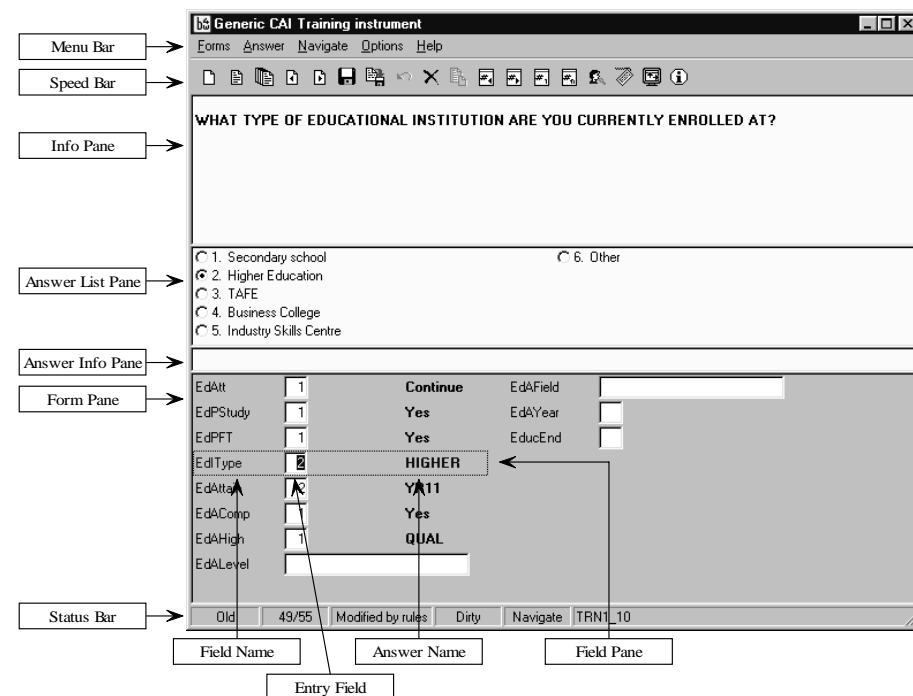 Generic CAI Training instrument
Menu Bar
Forms Answer Navigate Options Help
Speed Bar
Info Pane
WHAT TYPE OF EDUCATIONAL INSTITUTION ARE YOU CURRENTLY ENROLLED AT?
Answer List Pane
1. Secondary school
2. Higher Education
3. TAFE
4. Business College
5. Industry Skills Centre
6. Other
Answer Info Pane
Form Pane
EdAtt 1 Continue EdAField
EdPStudy 1 Yes EdAYear
EdPFT 1 Yes EducEnd
EdIType 2 HIGHER
EdAttain 2 YR11
EdAComp 1 Yes
EdAHigh 1 QUAL
EdALevel
Status Bar
Old 49/55 Modified by rules Dirty Navigate TRN1_10
Field Name Answer Name Field Pane
Entry Field